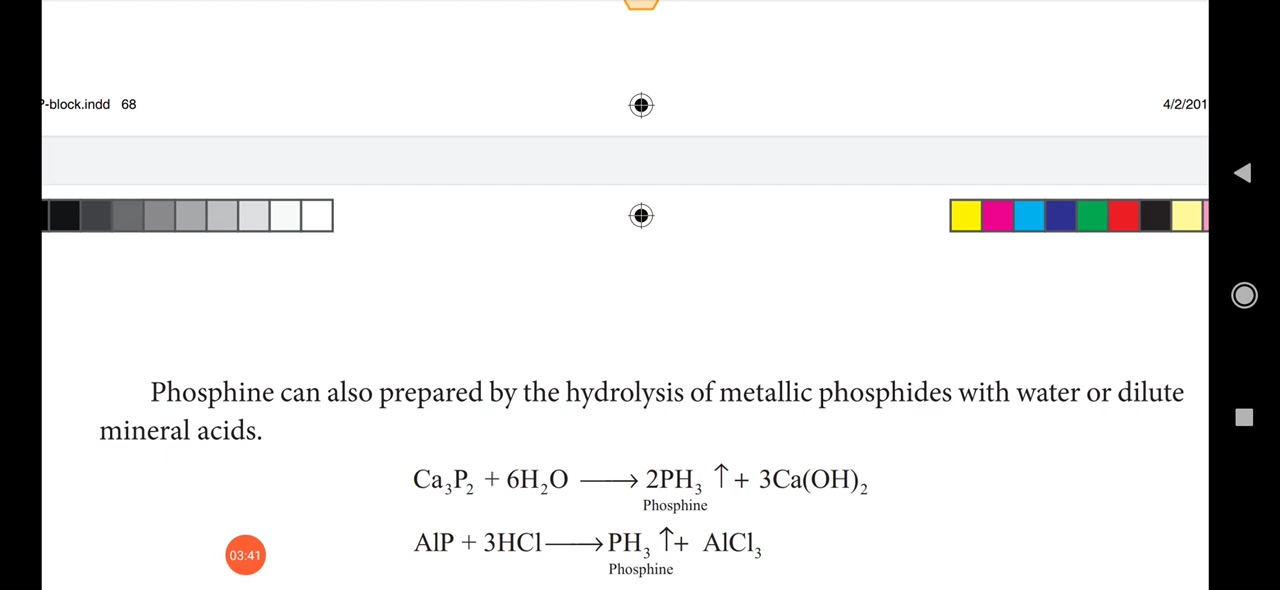 P-block.indd 68
4/2/201
Phosphine can also prepared by the hydrolysis of metallic phosphides with water or dilute
mineral acids.
Ca₃P₂ + 6H₂O ⟶ 2PH₃ ↑ + 3Ca(OH)₂
Phosphine
AlP + 3HCl ⟶ PH₃ ↑ + AlCl₃
Phosphine
03:41